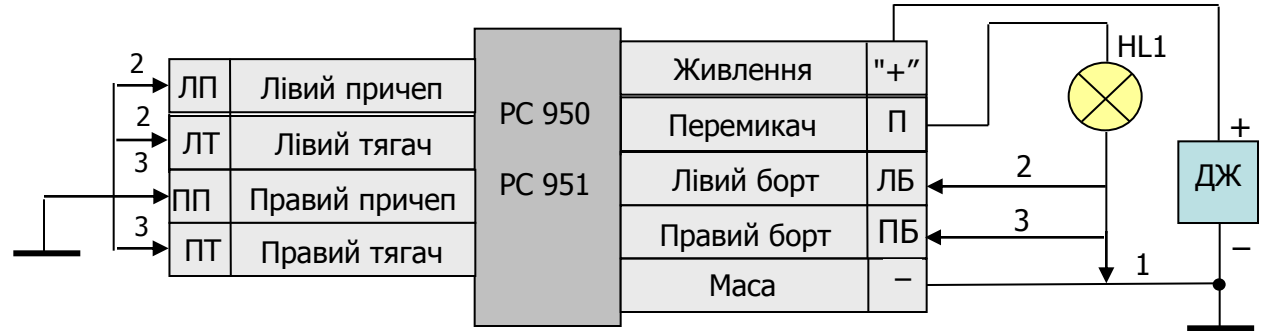 2 ЛП Лівий причеп
2 ЛТ Лівий тягач
3 ПП Правий причеп
3 ПТ Правий тягач
РС 950
РС 951
Живлення "+"
Перемикач П
Лівий борт ЛБ
Правий борт ПБ
Маса –
HL1
2
3
1
+
ДЖ
–